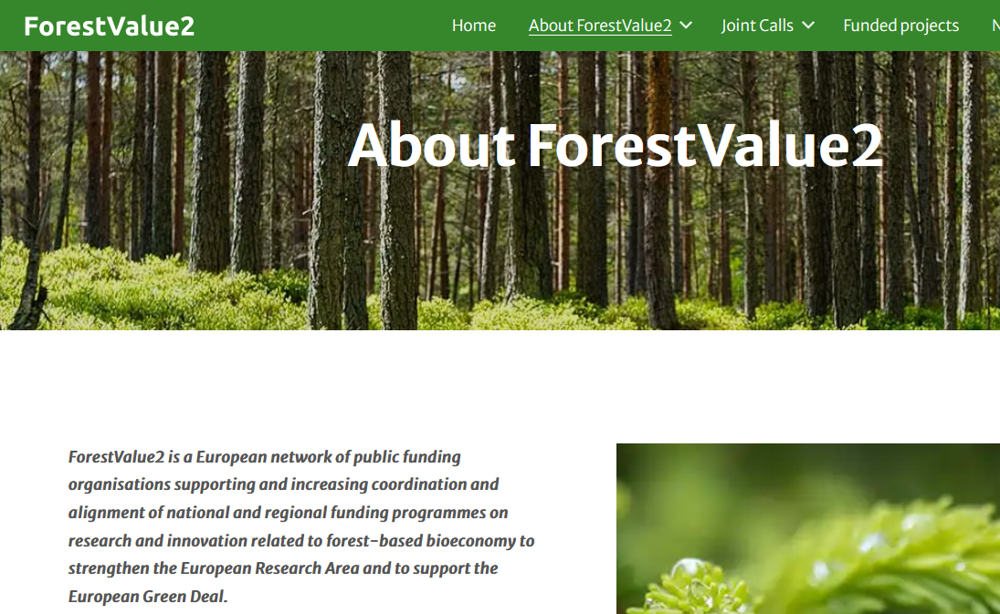 ForestValue2
Home About ForestValue2 Joint Calls Funded projects
About ForestValue2
ForestValue2 is a European network of public funding
organisations supporting and increasing coordination and
alignment of national and regional funding programmes on
research and innovation related to forest-based bioeconomy to
strengthen the European Research Area and to support the
European Green Deal.